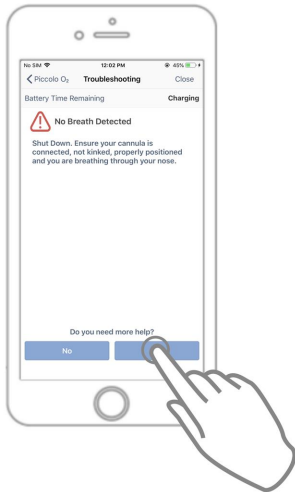 No SIM 12:02 PM 45%
Piccolo O₂ Troubleshooting Close
Battery Time Remaining Charging
No Breath Detected
Shut Down. Ensure your cannula is
connected, not kinked, properly positioned
and you are breathing through your nose.
Do you need more help?
No